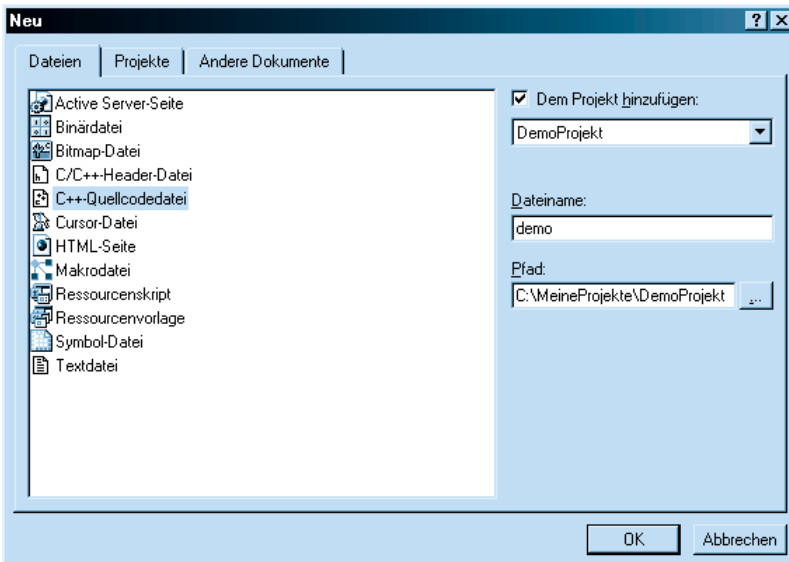 Neu
Dateien Projekte Andere Dokumente
Active Server-Seite
Binärdatei
Bitmap-Datei
C/C++-Header-Datei
C++-Quellcodedatei
Cursor-Datei
HTML-Seite
Makrodatei
Ressourcenskript
Ressourcenvorlage
Symbol-Datei
Textdatei
Dem Projekt hinzufügen:
DemoProjekt
Dateiname:
demo
Pfad:
C:\MeineProjekte\DemoProjekt ...
OK Abbrechen